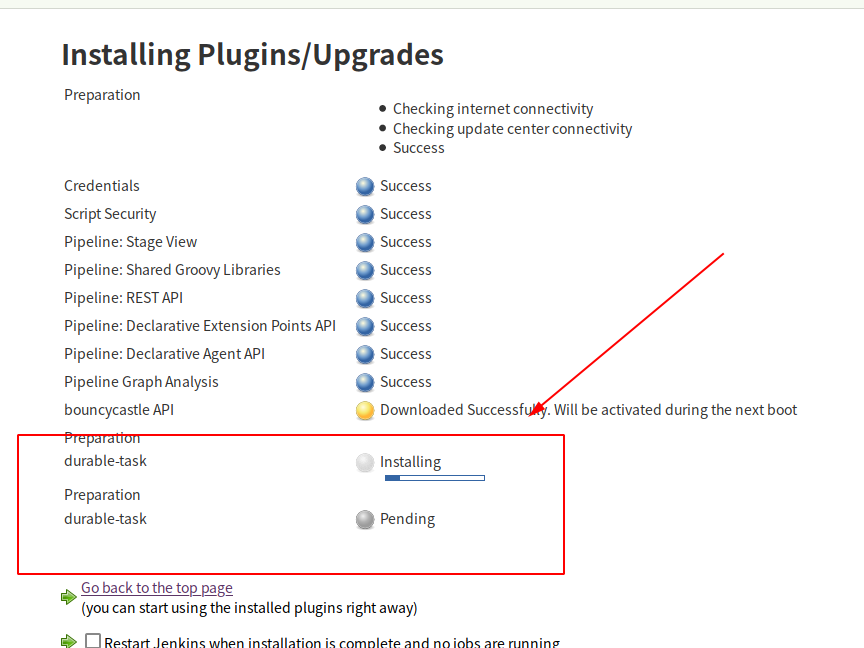 Installing Plugins/Upgrades
Preparation
Checking internet connectivity
Checking update center connectivity
Success
Credentials Success
Script Security Success
Pipeline: Stage View Success
Pipeline: Shared Groovy Libraries Success
Pipeline: REST API Success
Pipeline: Declarative Extension Points API Success
Pipeline: Declarative Agent API Success
Pipeline Graph Analysis Success
bouncycastle API Downloaded Successfully. Will be activated during the next boot
Preparation
durable-task Installing
Preparation
durable-task Pending
Go back to the top page
(you can start using the installed plugins right away)
Restart Jenkins when installation is complete and no jobs are running